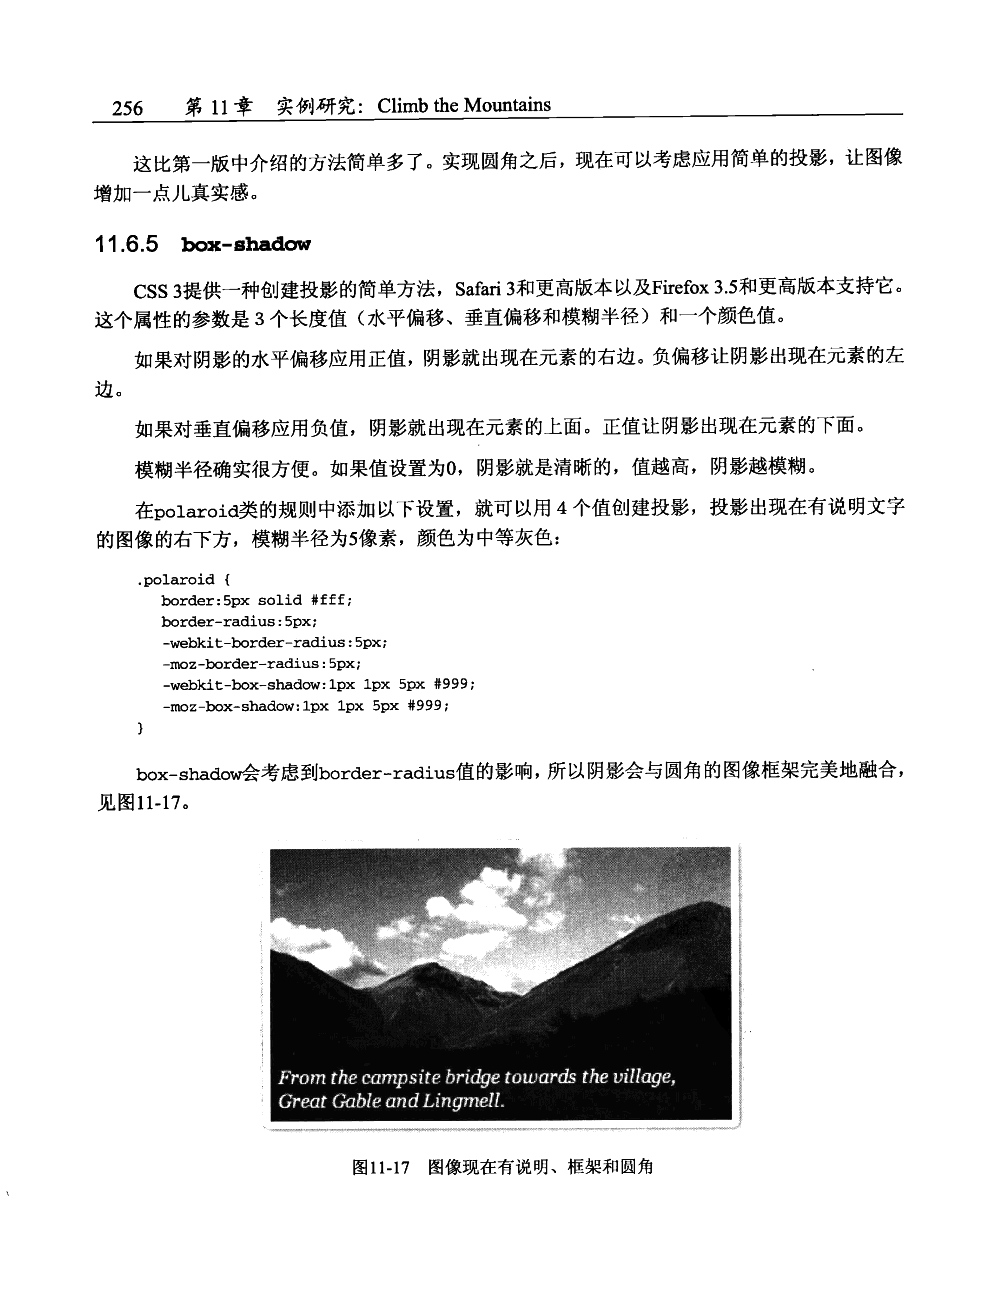 256 第 11 章 实例研究：Climb the Mountains
这比第一版中介绍的方法简单多了。实现圆角之后，现在可以考虑应用简单的投影，让图像
增加一点儿真实感。
11.6.5 box-shadow
CSS 3提供一种创建投影的简单方法，Safari 3和更高版本以及Firefox 3.5和更高版本支持它。
这个属性的参数是 3 个长度值（水平偏移、垂直偏移和模糊半径）和一个颜色值。
如果对阴影的水平偏移应用正值，阴影就出现在元素的右边。负偏移让阴影出现在元素的左
边。
如果对垂直偏移应用负值，阴影就出现在元素的上面。正值让阴影出现在元素的下面。
模糊半径确实很方便。如果值设置为0，阴影就是清晰的，值越高，阴影越模糊。
在polaroid类的规则中添加以下设置，就可以用 4 个值创建投影，投影出现在有说明文字
的图像的右下方，模糊半径为5像素，颜色为中等灰色：
.polaroid {
border:5px solid #fff;
border-radius:5px;
-webkit-border-radius:5px;
-moz-border-radius:5px;
-webkit-box-shadow:1px 1px 5px #999;
-moz-box-shadow:1px 1px 5px #999;
}
box-shadow会考虑到border-radius值的影响，所以阴影会与圆角的图像框架完美地融合，
见图11-17。
From the campsite bridge towards the village,
Great Gable and Lingmell.
图11-17 图像现在有说明、框架和圆角